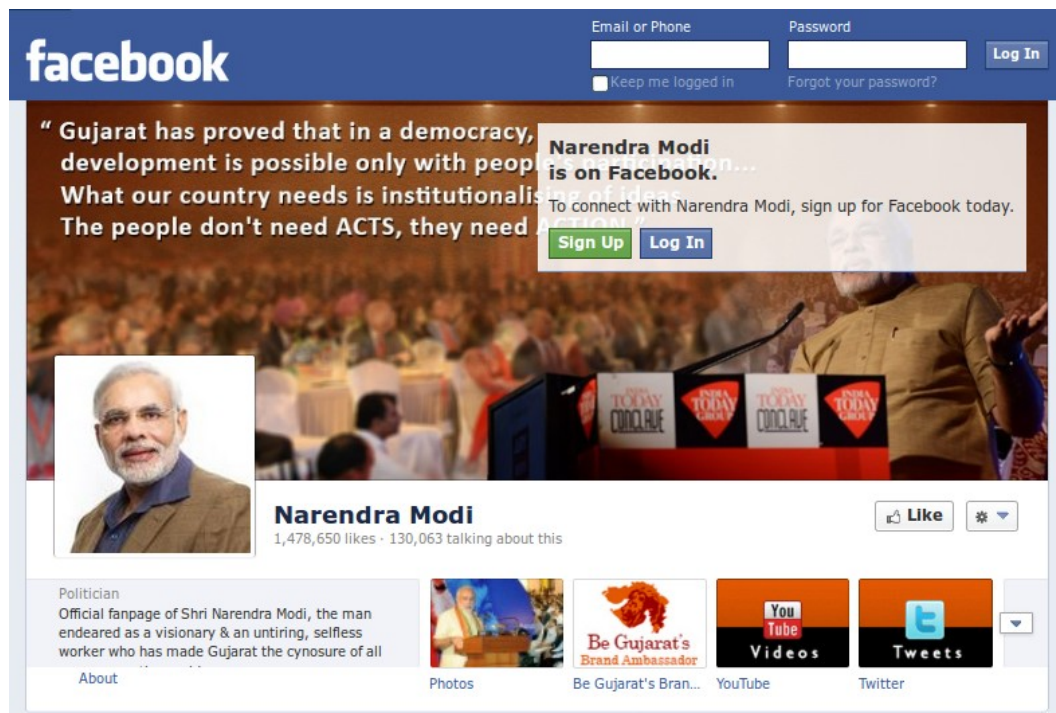 Email or Phone
Password
facebook
Log In
Keep me logged in
Forgot your password?
“ Gujarat has proved that in a democracy,
development is possible only with people's participation...
What our country needs is institutionalising of ideas
The people don't need ACTS, they need ACTION.”
Narendra Modi
is on Facebook.
To connect with Narendra Modi, sign up for Facebook today.
Sign Up
Log In
INDIA TODAY CONCLAVE
INDIA TODAY GROUP
INDIA TODAY CONCLAVE
INDIA TODAY GROUP
Narendra Modi
1,478,650 likes · 130,063 talking about this
Like
Politician
Official fanpage of Shri Narendra Modi, the man
endeared as a visionary & an untiring, selfless
worker who has made Gujarat the cynosure of all
About
Be Gujarat's
Brand Ambassador
You
Tube
Videos
Tweets
Photos
Be Gujarat's Bran...
YouTube
Twitter